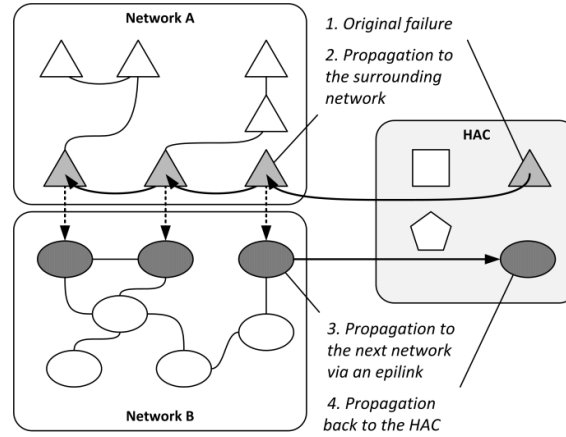 Network A
1. Original failure
2. Propagation to
the surrounding
network
HAC
3. Propagation to
the next network
via an epilink
4. Propagation
back to the HAC
Network B